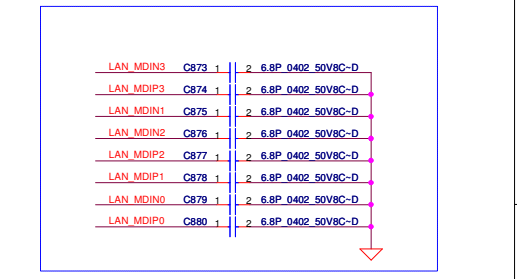 LAN_MDIN3 C873 1 2 6.8P_0402_50V8C~D
LAN_MDIP3 C874 1 2 6.8P_0402_50V8C~D
LAN_MDIN1 C875 1 2 6.8P_0402_50V8C~D
LAN_MDIN2 C876 1 2 6.8P_0402_50V8C~D
LAN_MDIP2 C877 1 2 6.8P_0402_50V8C~D
LAN_MDIP1 C878 1 2 6.8P_0402_50V8C~D
LAN_MDIN0 C879 1 2 6.8P_0402_50V8C~D
LAN_MDIP0 C880 1 2 6.8P_0402_50V8C~D